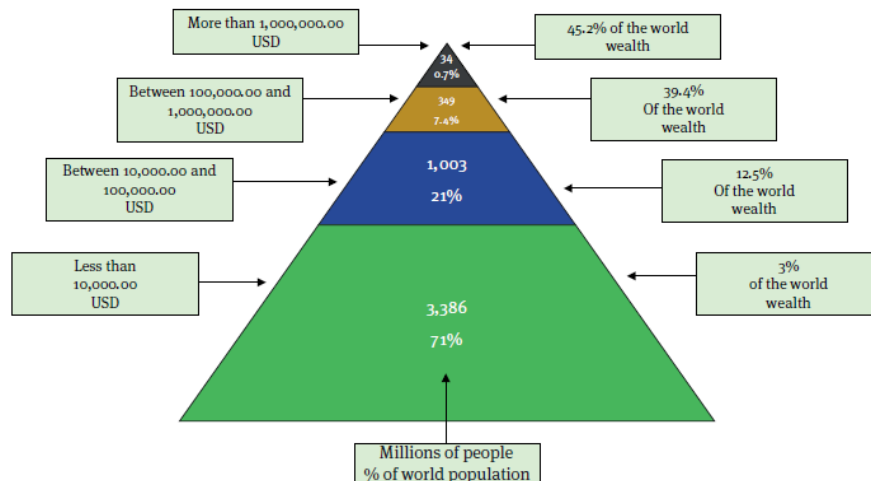 More than 1,000,000.00
USD
45.2% of the world
wealth
34
0.7%
Between 100,000.00 and
1,000,000.00
USD
349
7.4%
39.4%
Of the world
wealth
Between 10,000.00 and
100,000.00
USD
1,003
21%
12.5%
Of the world
wealth
Less than
10,000.00
USD
3,386
71%
3%
of the world
wealth
Millions of people
% of world population